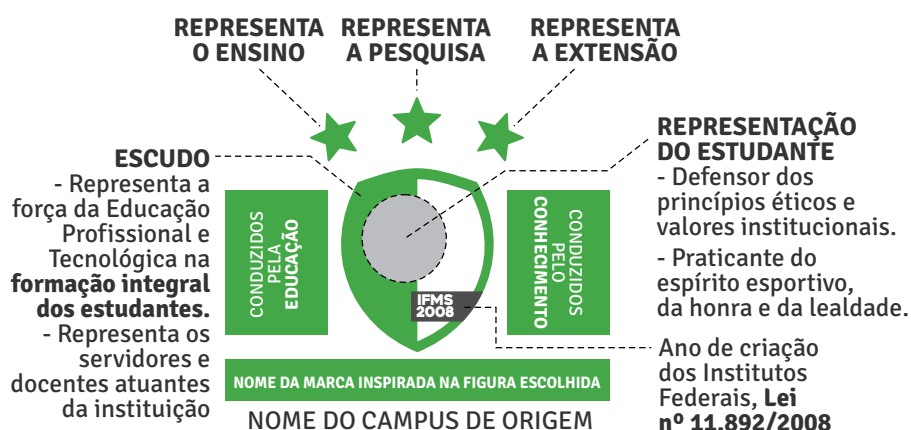 REPRESENTA
O ENSINO
REPRESENTA
A PESQUISA
REPRESENTA
A EXTENSÃO
ESCUDO
- Representa a
força da Educação
Profissional e
Tecnológica na
formação integral
dos estudantes.
- Representa os
servidores e
docentes atuantes
da instituição
CONDUZIDOS
PELA
EDUCAÇÃO
IFMS
2008
CONDUZIDOS
PELO
CONHECIMENTO
NOME DA MARCA INSPIRADA NA FIGURA ESCOLHIDA
NOME DO CAMPUS DE ORIGEM
REPRESENTAÇÃO
DO ESTUDANTE
- Defensor dos
princípios éticos e
valores institucionais.
- Praticante do
espírito esportivo,
da honra e da lealdade.
Ano de criação
dos Institutos
Federais, Lei
nº 11.892/2008